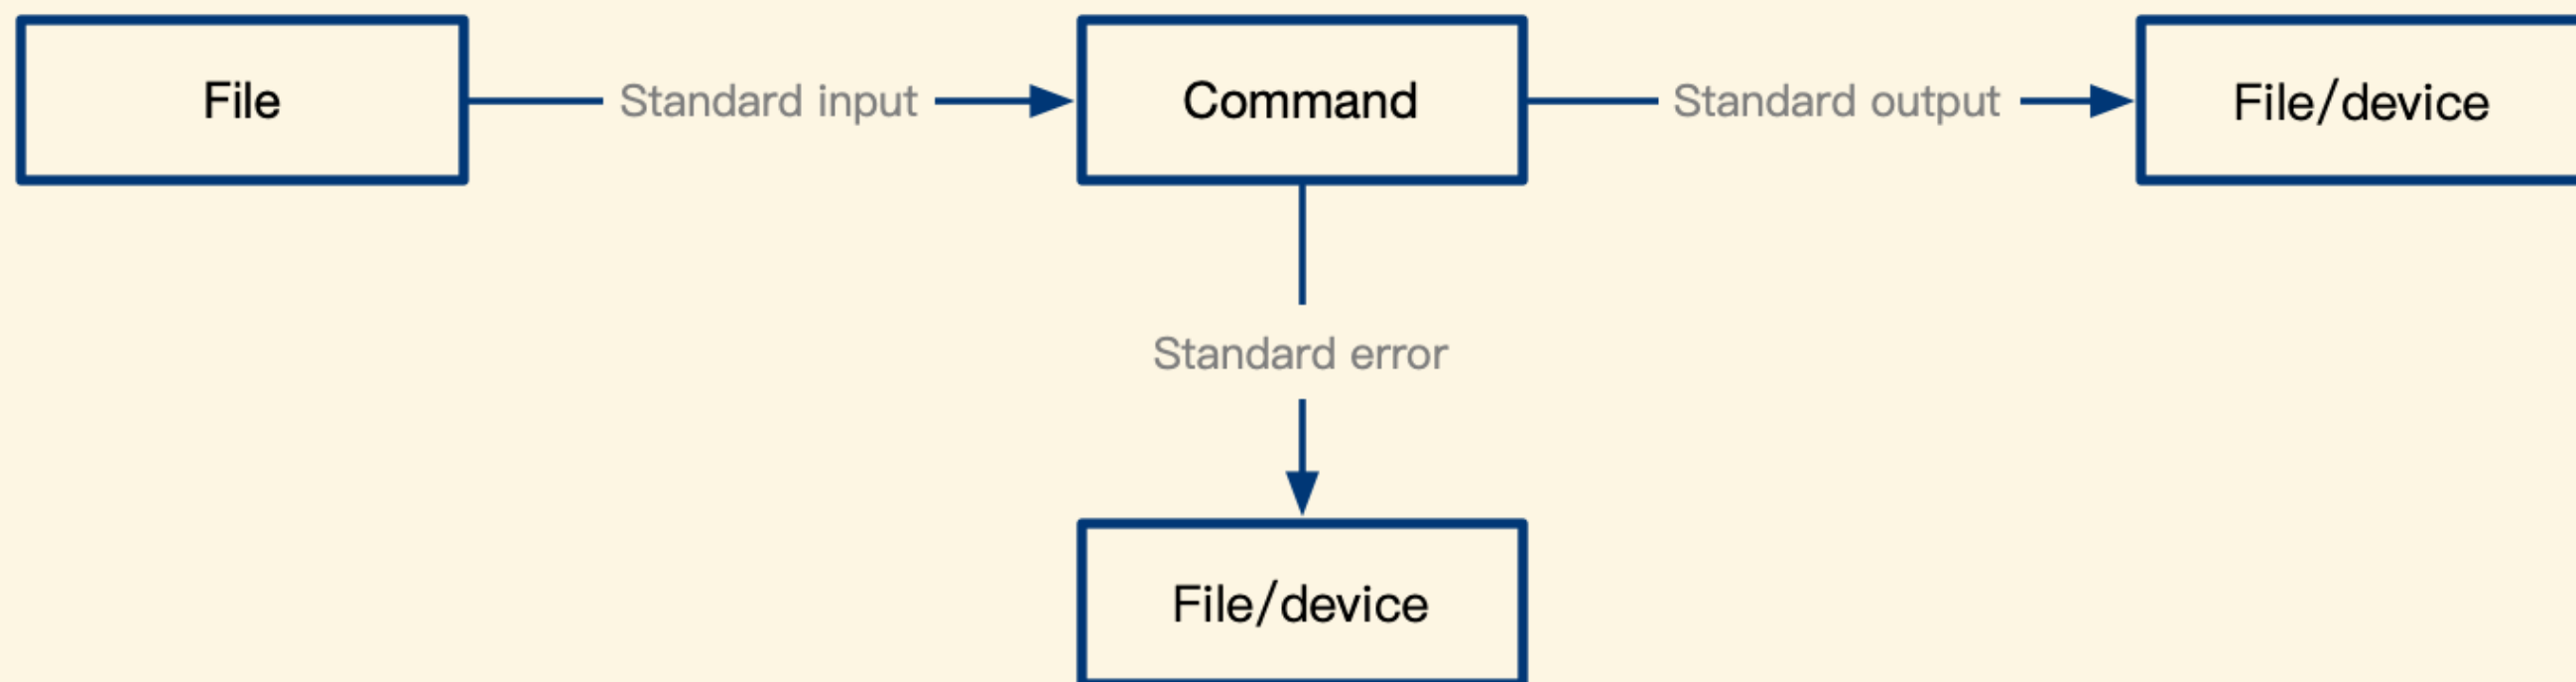 File
Standard input
Command
Standard output
File/device
Standard error
File/device